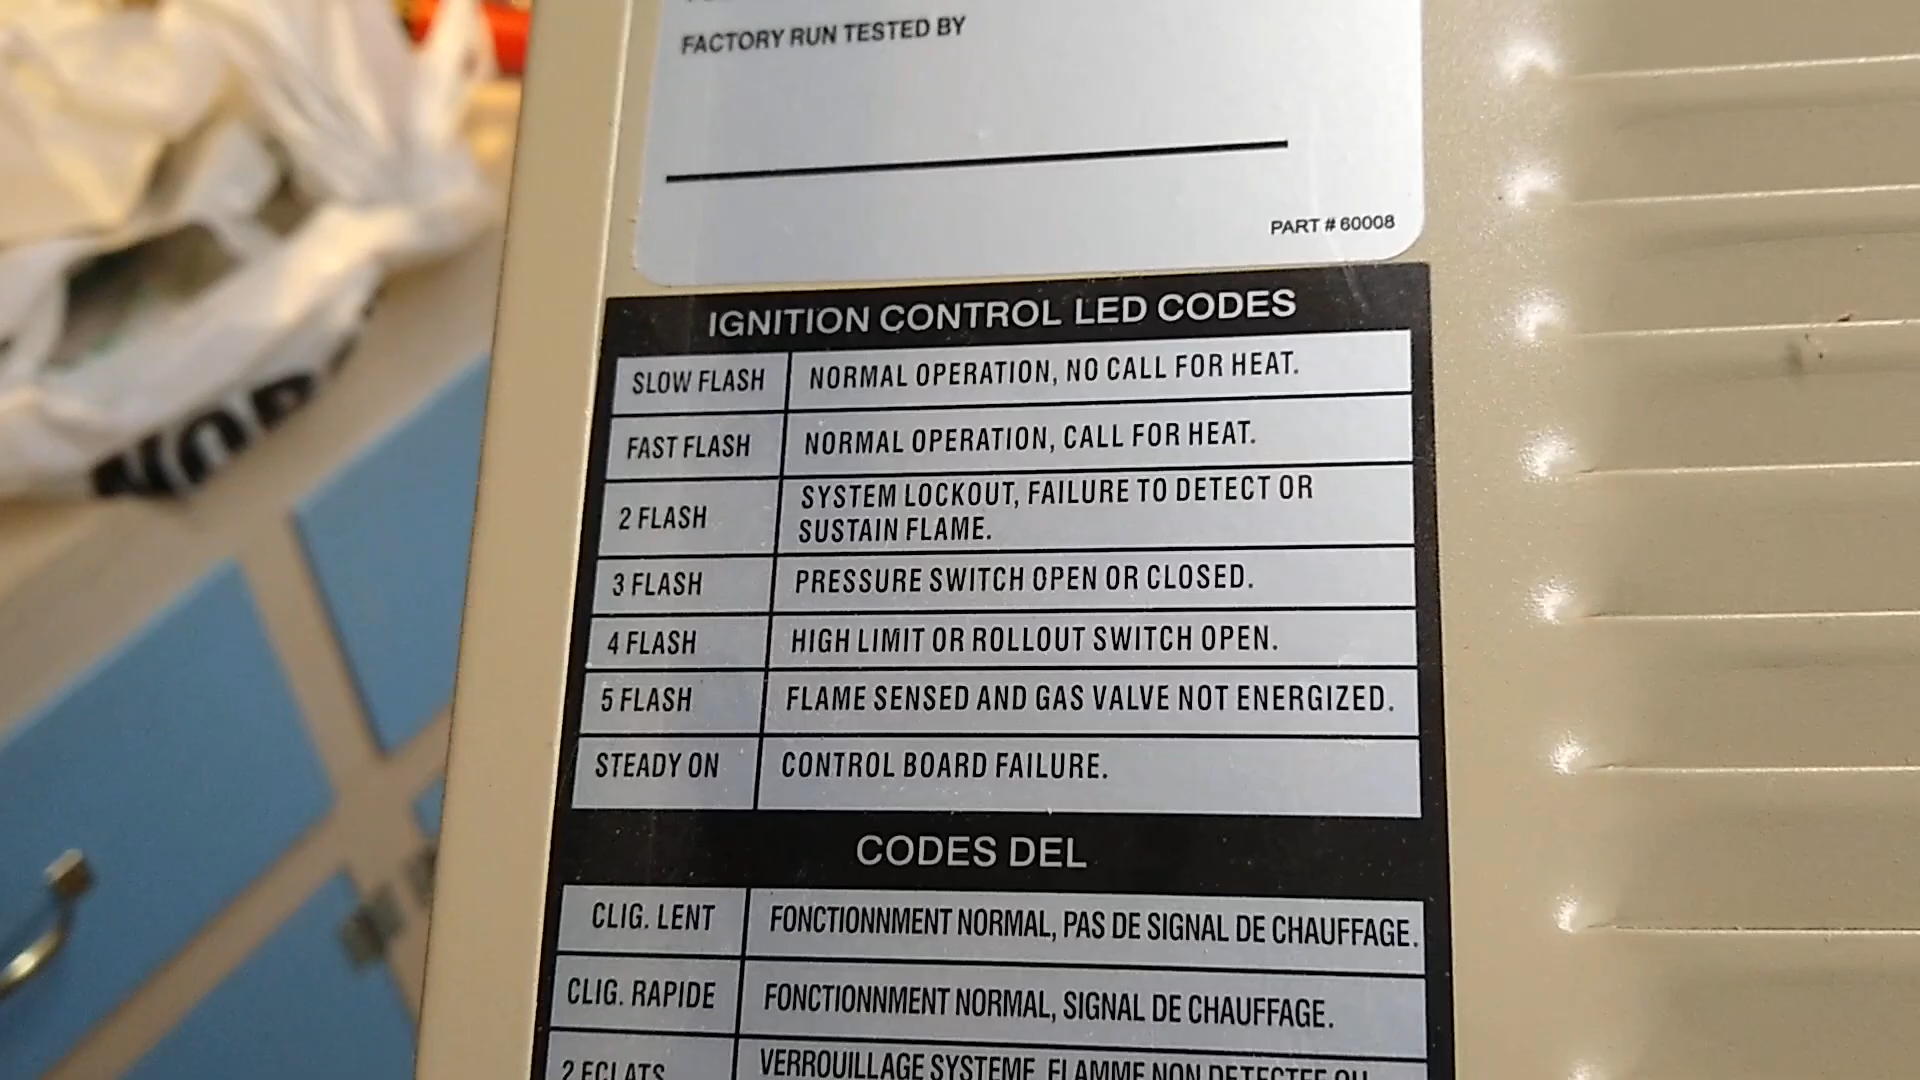 FACTORY RUN TESTED BY
PART # 60008
IGNITION CONTROL LED CODES
SLOW FLASH NORMAL OPERATION, NO CALL FOR HEAT.
FAST FLASH NORMAL OPERATION, CALL FOR HEAT.
2 FLASH SYSTEM LOCKOUT, FAILURE TO DETECT OR
SUSTAIN FLAME.
3 FLASH PRESSURE SWITCH OPEN OR CLOSED.
4 FLASH HIGH LIMIT OR ROLLOUT SWITCH OPEN.
5 FLASH FLAME SENSED AND GAS VALVE NOT ENERGIZED.
STEADY ON CONTROL BOARD FAILURE.
CODES DEL
CLIG. LENT FONCTIONNMENT NORMAL, PAS DE SIGNAL DE CHAUFFAGE.
CLIG. RAPIDE FONCTIONNMENT NORMAL, SIGNAL DE CHAUFFAGE.
2 ECLATS VERROUILLAGE SYSTEME, FLAMME NON DETECTEE OU